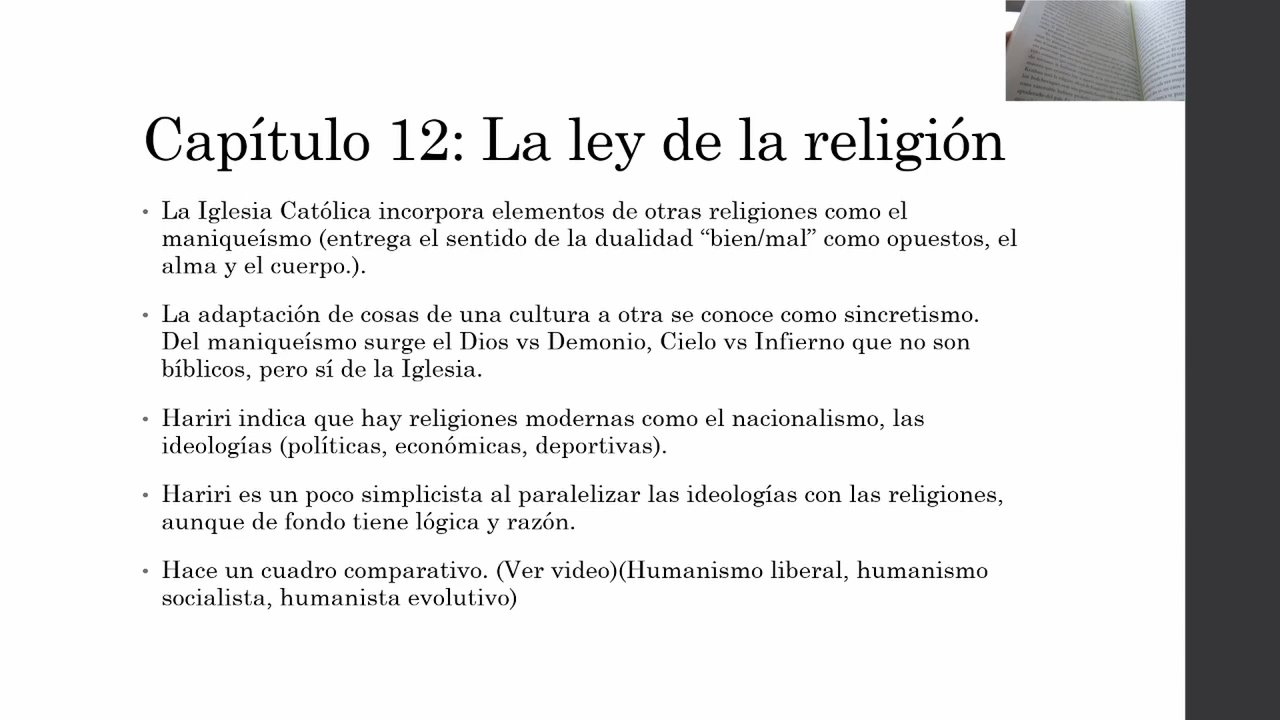 Capítulo 12: La ley de la religión
• La Iglesia Católica incorpora elementos de otras religiones como el
maniqueísmo (entrega el sentido de la dualidad “bien/mal” como opuestos, el
alma y el cuerpo.).
• La adaptación de cosas de una cultura a otra se conoce como sincretismo.
Del maniqueísmo surge el Dios vs Demonio, Cielo vs Infierno que no son
bíblicos, pero sí de la Iglesia.
• Hariri indica que hay religiones modernas como el nacionalismo, las
ideologías (políticas, económicas, deportivas).
• Hariri es un poco simplicista al paralelizar las ideologías con las religiones,
aunque de fondo tiene lógica y razón.
• Hace un cuadro comparativo. (Ver video)(Humanismo liberal, humanismo
socialista, humanista evolutivo)